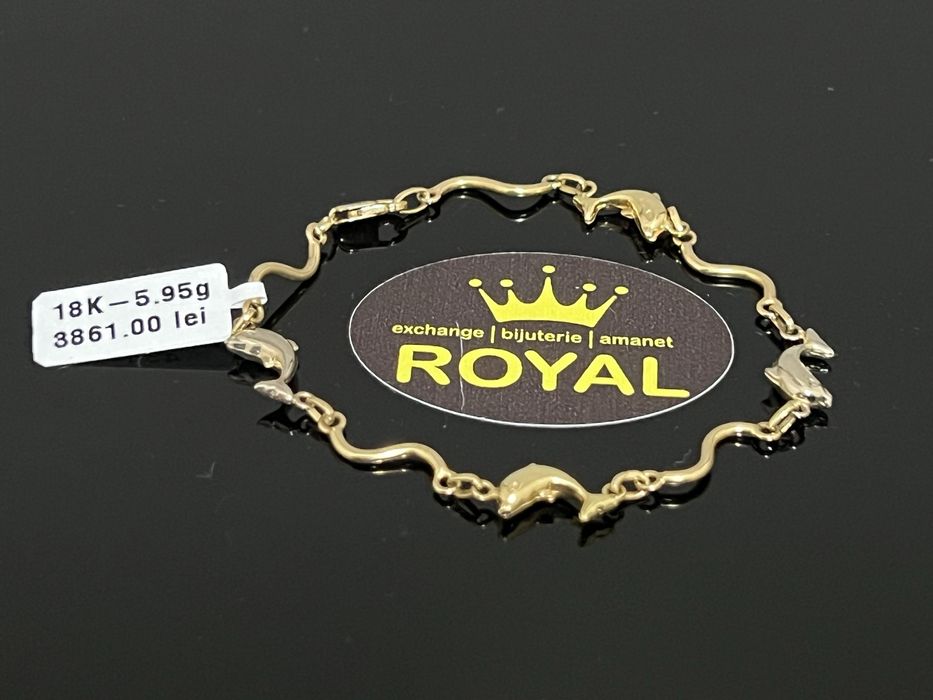 18K-5.95g
3861.00 lei
exchange | bijuterie | amanet
ROYAL